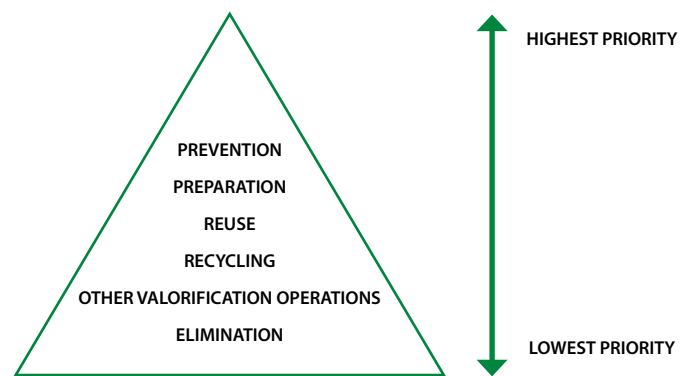 HIGHEST PRIORITY
PREVENTION
PREPARATION
REUSE
RECYCLING
OTHER VALORIFICATION OPERATIONS
ELIMINATION
LOWEST PRIORITY